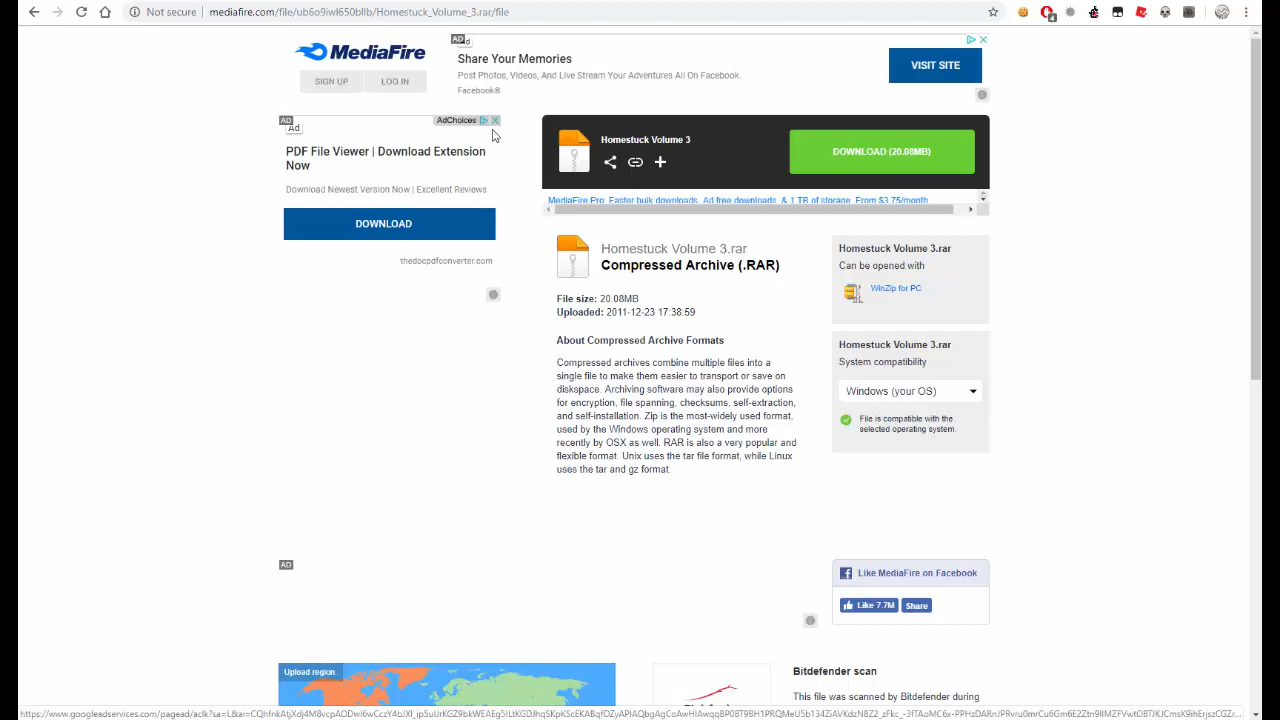 Not secure | mediafire.com/file/ub6o9iwl650bllb/Homestuck_Volume_3.rar/file
4
MediaFire
SIGN UP
LOG IN
AD
Share Your Memories
Post Photos, Videos, And Live Stream Your Adventures All On Facebook.
Facebook®
VISIT SITE
AD
Ad
AdChoices
PDF File Viewer | Download Extension
Now
Download Newest Version Now | Excellent Reviews
DOWNLOAD
thedocpdfconverter.com
Homestuck Volume 3
DOWNLOAD (20.08MB)
MediaFire Pro: Faster bulk downloads, Ad free downloads, & 1 TB of storage. From $3.75/month
Homestuck Volume 3.rar
Compressed Archive (.RAR)
File size: 20.08MB
Uploaded: 2011-12-23 17:38:59
About Compressed Archive Formats
Compressed archives combine multiple files into a
single file to make them easier to transport or save on
diskspace. Archiving software may also provide options
for encryption, file spanning, checksums, self-extraction,
and self-installation. Zip is the most-widely used format,
used by the Windows operating system and more
recently by OSX as well. RAR is also a very popular and
flexible format. Unix uses the tar file format, while Linux
uses the tar and gz format.
Homestuck Volume 3.rar
Can be opened with
WinZip for PC
Homestuck Volume 3.rar
System compatibility
Windows (your OS)
File is compatible with the
selected operating system.
AD
Like MediaFire on Facebook
Like 7.7M
Share
Upload region.
Bitdefender scan
This file was scanned by Bitdefender during